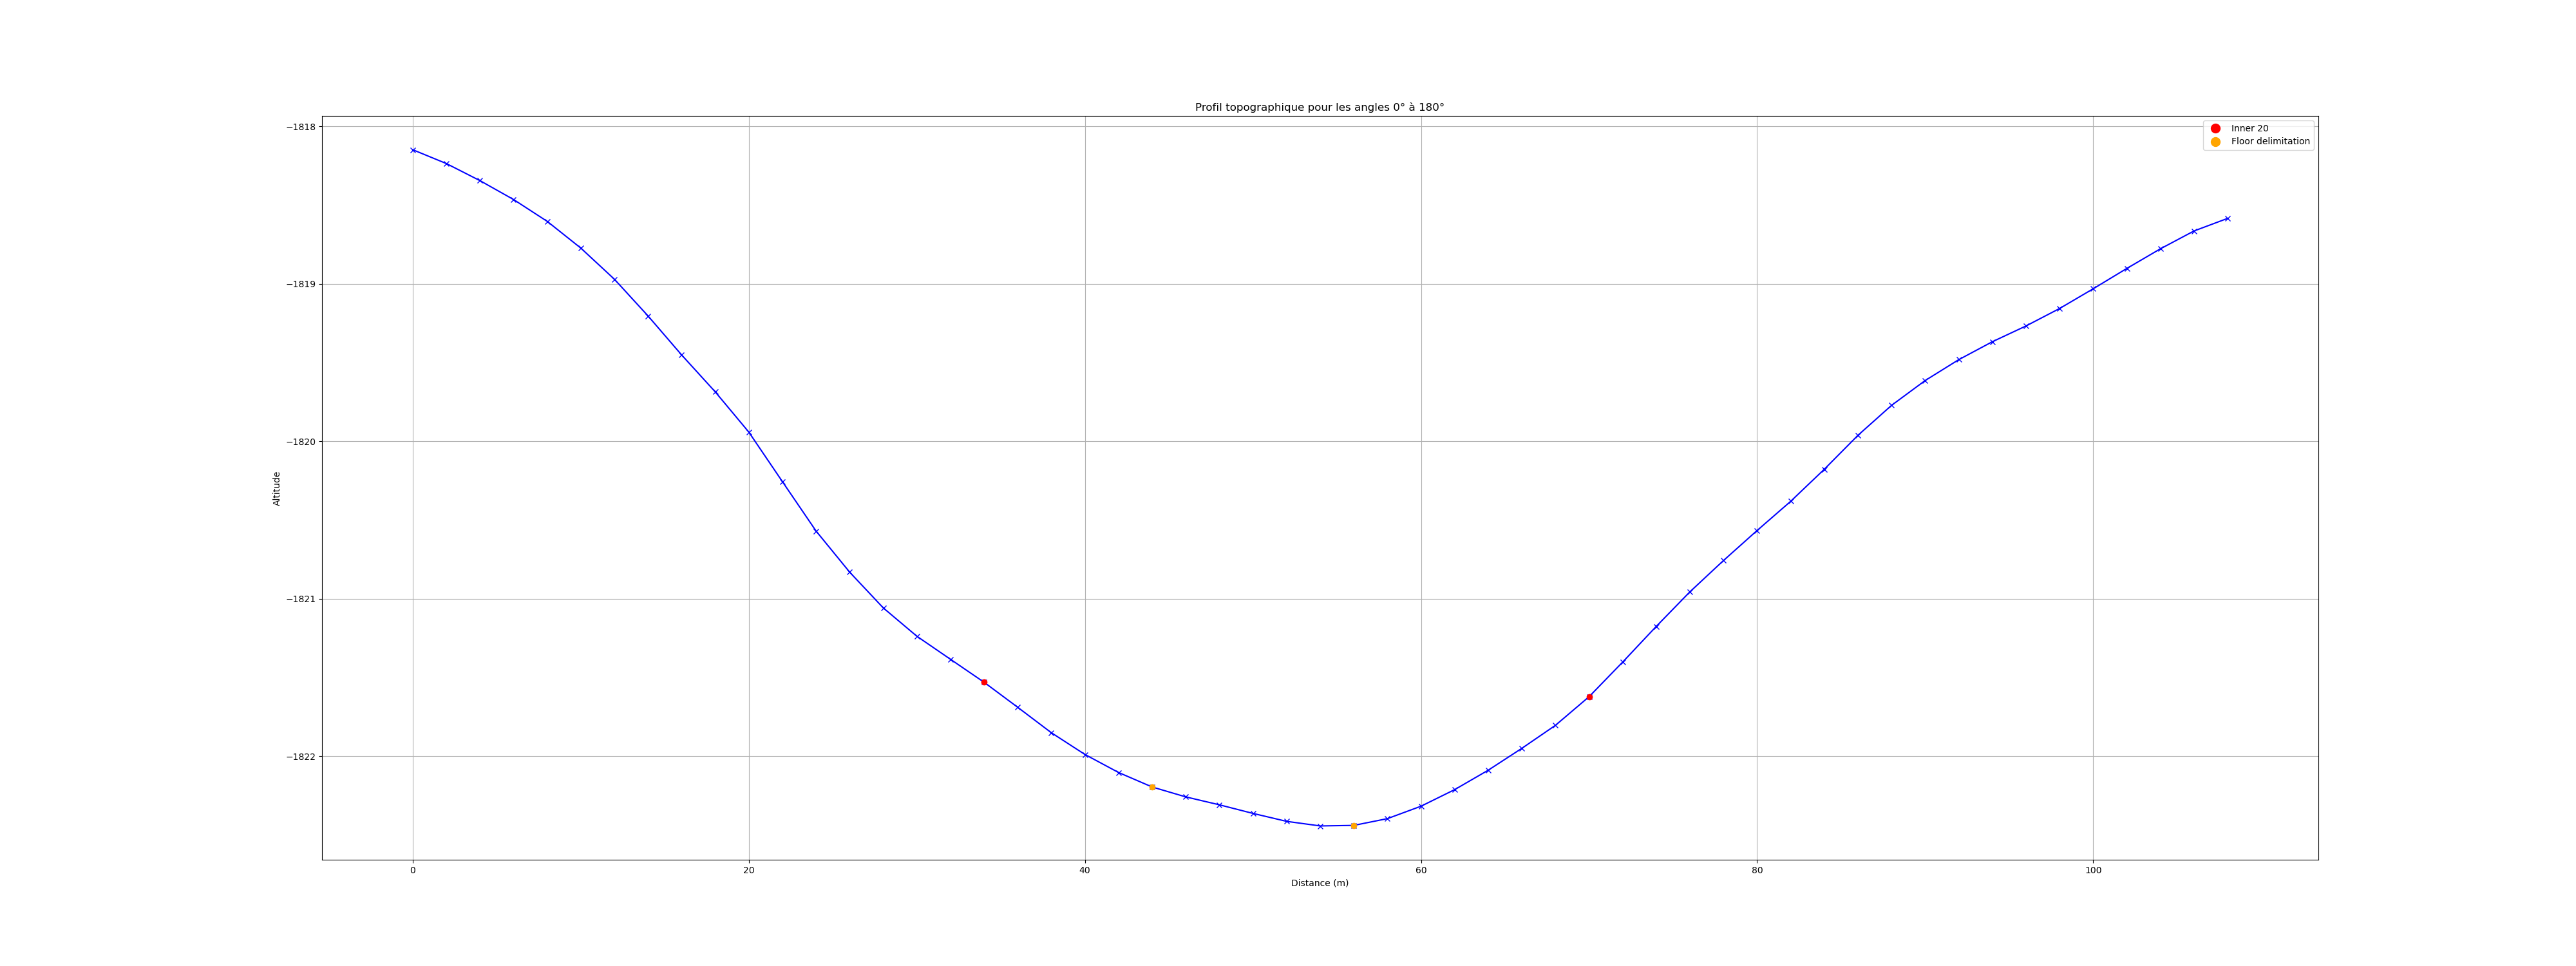 Profil topographique pour les angles 0° à 180°
Inner 20
Floor delimitation
−1818
−1819
−1820
−1821
−1822
Altitude
0 20 40 60 80 100
Distance (m)